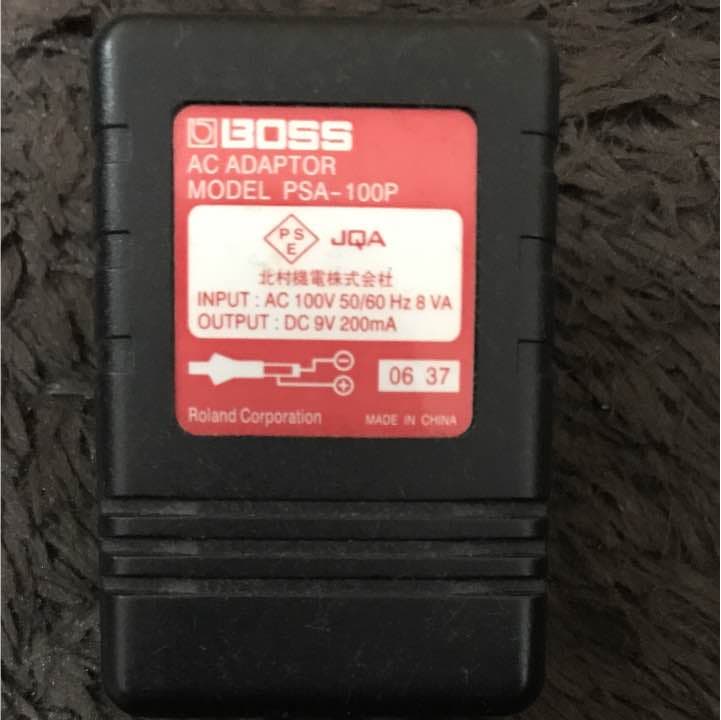 BOSS
AC ADAPTOR
MODEL PSA-100P
PSE JQA
北村機電株式会社
INPUT : AC 100V 50/60 Hz 8 VA
OUTPUT : DC 9V 200mA
06 37
Roland Corporation MADE IN CHINA